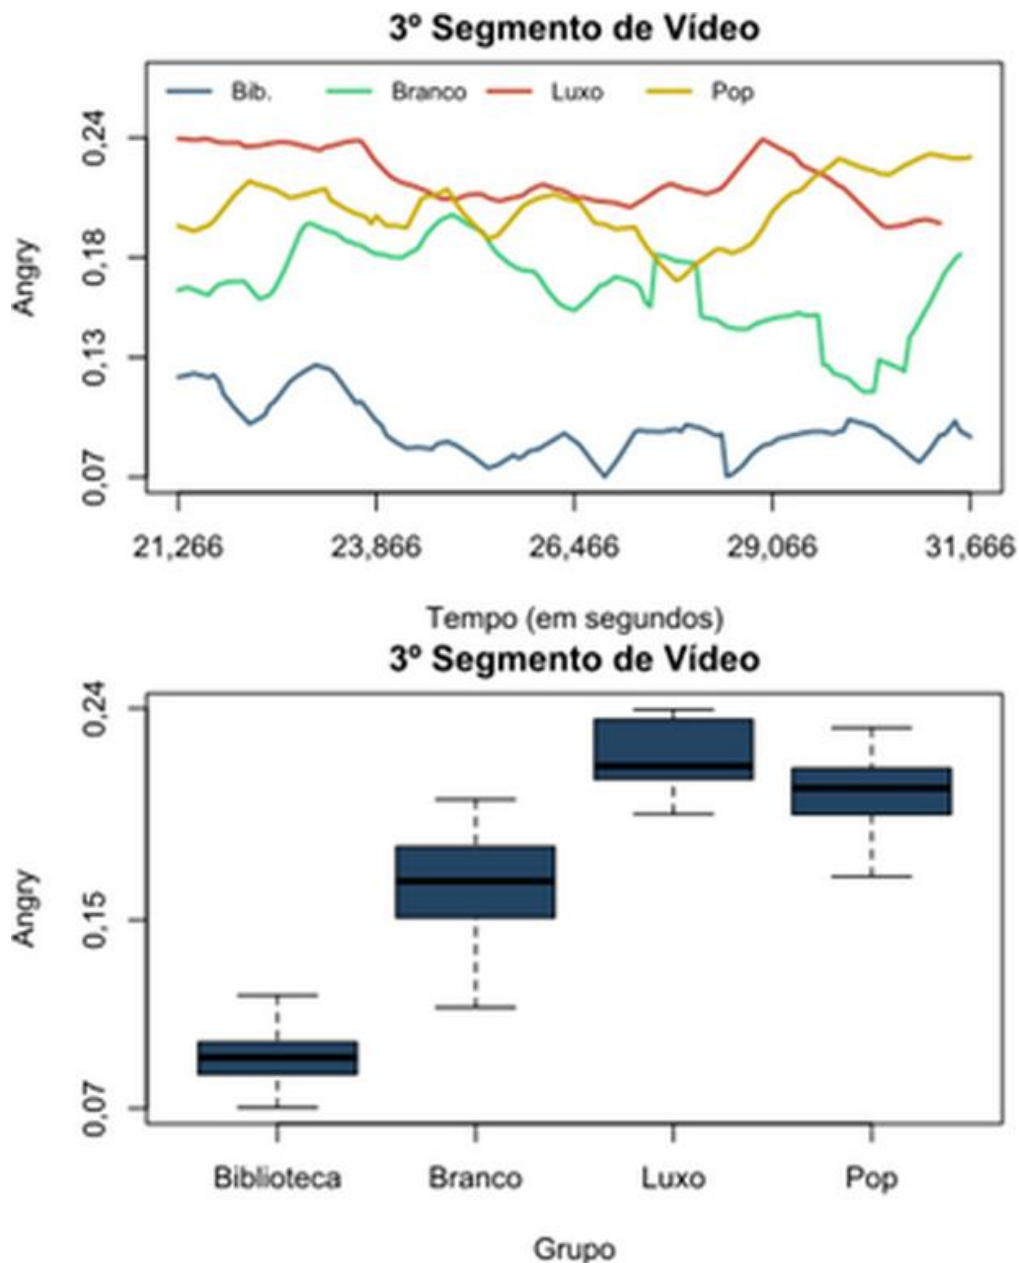 3º Segmento de Vídeo
Bib. Branco Luxo Pop
Angry
0,24
0,18
0,13
0,07
21,266 23,866 26,466 29,066 31,666
Tempo (em segundos)
3º Segmento de Vídeo
Angry
0,24
0,15
0,07
Biblioteca Branco Luxo Pop
Grupo